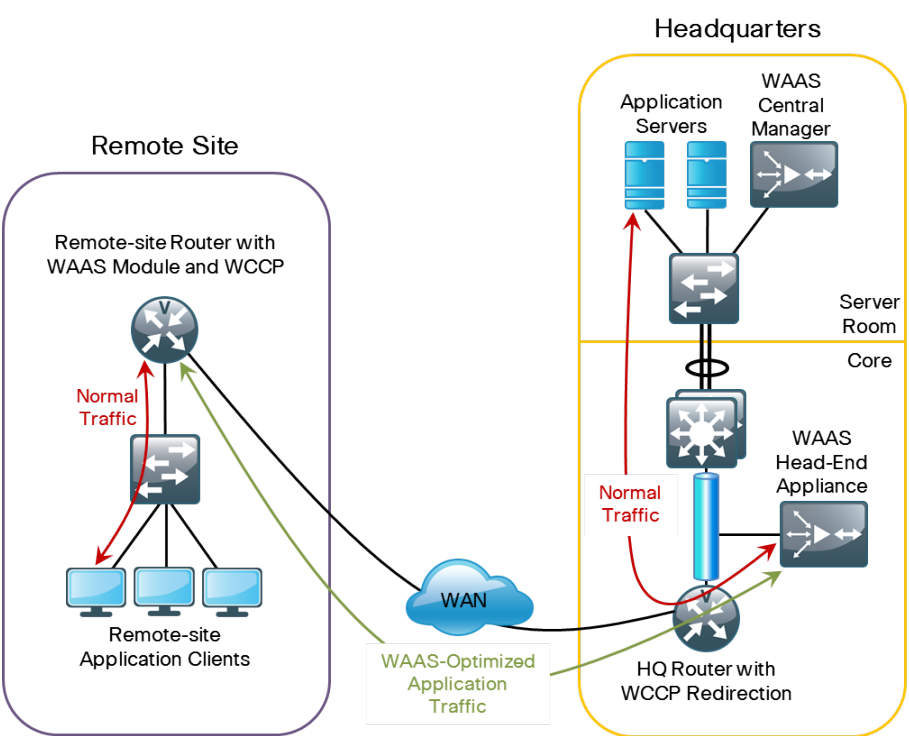 Headquarters
Application
Servers
WAAS
Central
Manager
Remote Site
Remote-site Router with
WAAS Module and WCCP
V
Server
Room
Core
Normal
Traffic
WAAS
Head-End
Appliance
Normal
Traffic
WAN
V
Remote-site
Application Clients
WAAS-Optimized
Application
Traffic
HQ Router with
WCCP Redirection